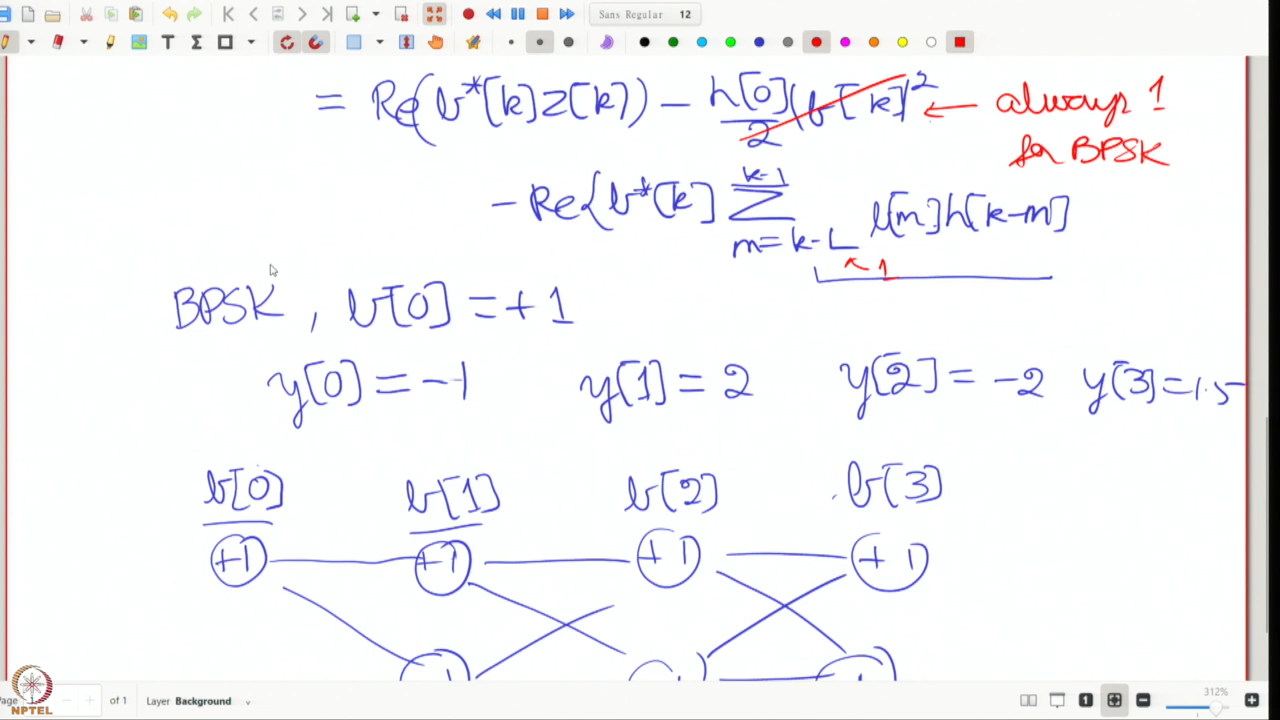 Sans Regular 12
= Re(b*[k]z[k]) - h[0]/2 |b[k]|² ← always 1
for BPSK
- Re{b*[k] Σ_{m=k-L}^{k-1} b[m]h[k-m]
↖ 1
BPSK, b[0] = +1
y[0] = -1 y[1] = 2 y[2] = -2 y[3] = 1.5
b[0] b[1] b[2] b[3]
+1 +1 +1 +1
NPTEL
Page of 1 Layer Background 312%